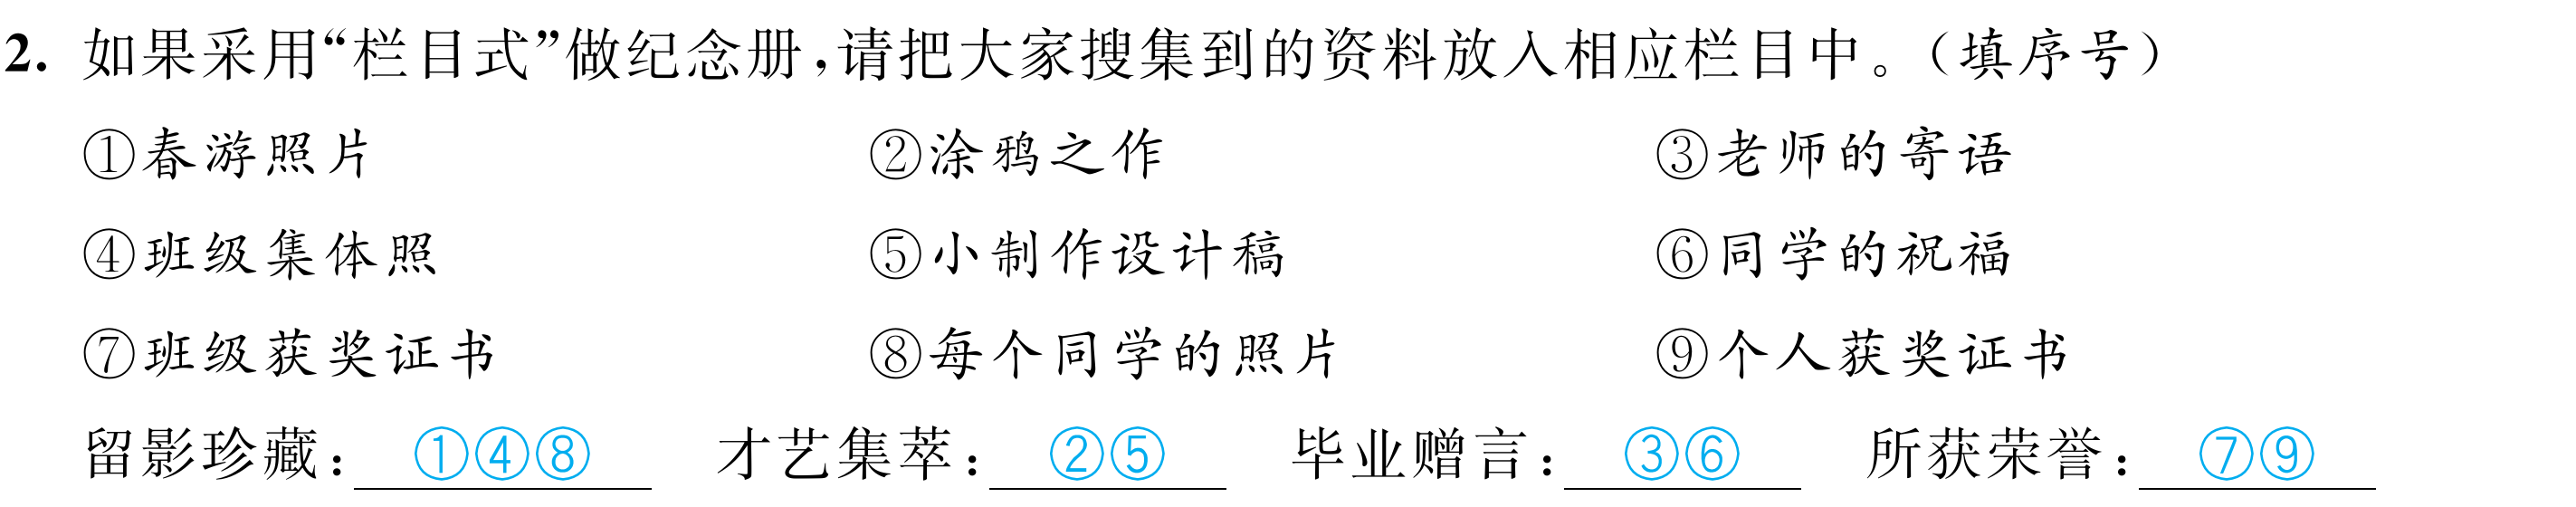 2. 如果采用“栏目式”做纪念册,请把大家搜集到的资料放入相应栏目中。(填序号)
①春游照片 ②涂鸦之作 ③老师的寄语
④班级集体照 ⑤小制作设计稿 ⑥同学的祝福
⑦班级获奖证书 ⑧每个同学的照片 ⑨个人获奖证书
留影珍藏: ①④⑧ 才艺集萃: ②⑤ 毕业赠言: ③⑥ 所获荣誉: ⑦⑨